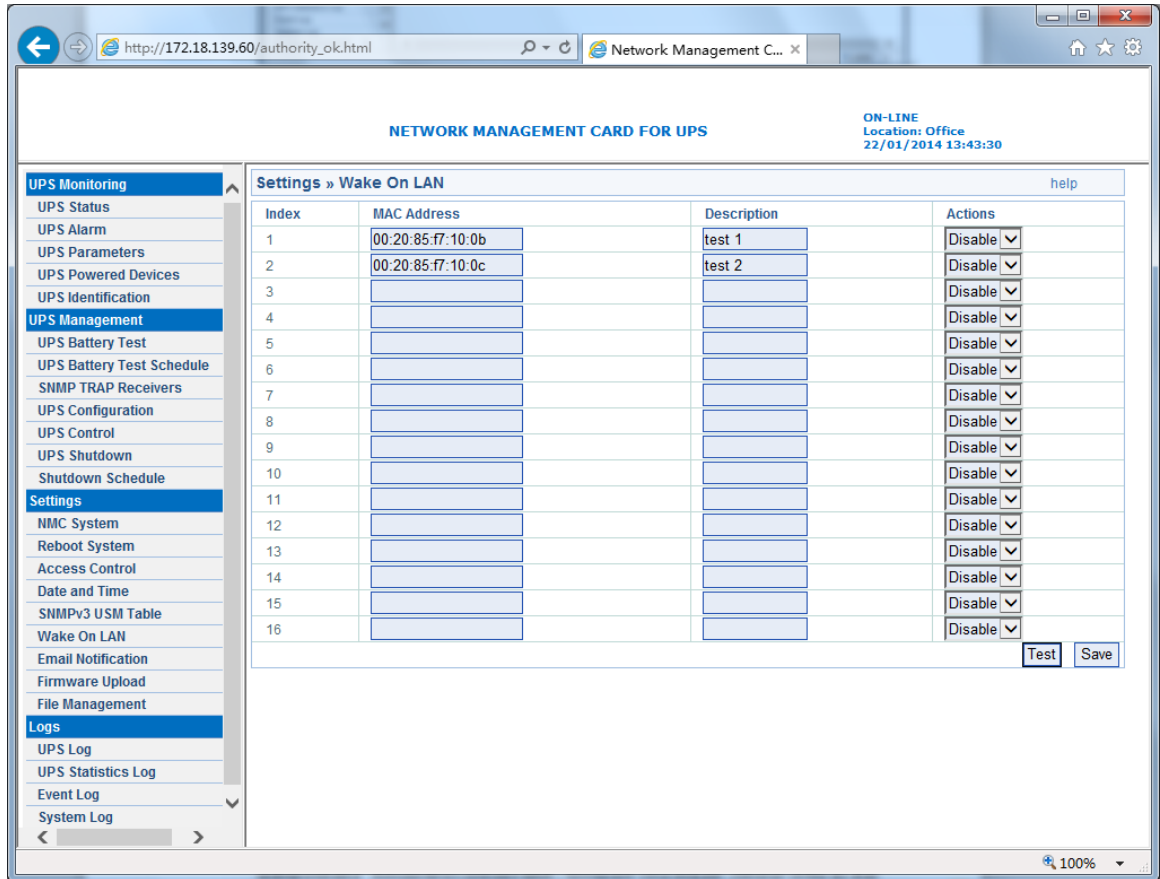 http://172.18.139.60/authority_ok.html
Network Management C...
NETWORK MANAGEMENT CARD FOR UPS
ON-LINE
Location: Office
22/01/2014 13:43:30
UPS Monitoring
UPS Status
UPS Alarm
UPS Parameters
UPS Powered Devices
UPS Identification
UPS Management
UPS Battery Test
UPS Battery Test Schedule
SNMP TRAP Receivers
UPS Configuration
UPS Control
UPS Shutdown
Shutdown Schedule
Settings
NMC System
Reboot System
Access Control
Date and Time
SNMPv3 USM Table
Wake On LAN
Email Notification
Firmware Upload
File Management
Logs
UPS Log
UPS Statistics Log
Event Log
System Log
Settings » Wake On LAN help
Index MAC Address Description Actions
1 00:20:85:f7:10:0b test 1 Disable
2 00:20:85:f7:10:0c test 2 Disable
3 Disable
4 Disable
5 Disable
6 Disable
7 Disable
8 Disable
9 Disable
10 Disable
11 Disable
12 Disable
13 Disable
14 Disable
15 Disable
16 Disable
Test Save
100%